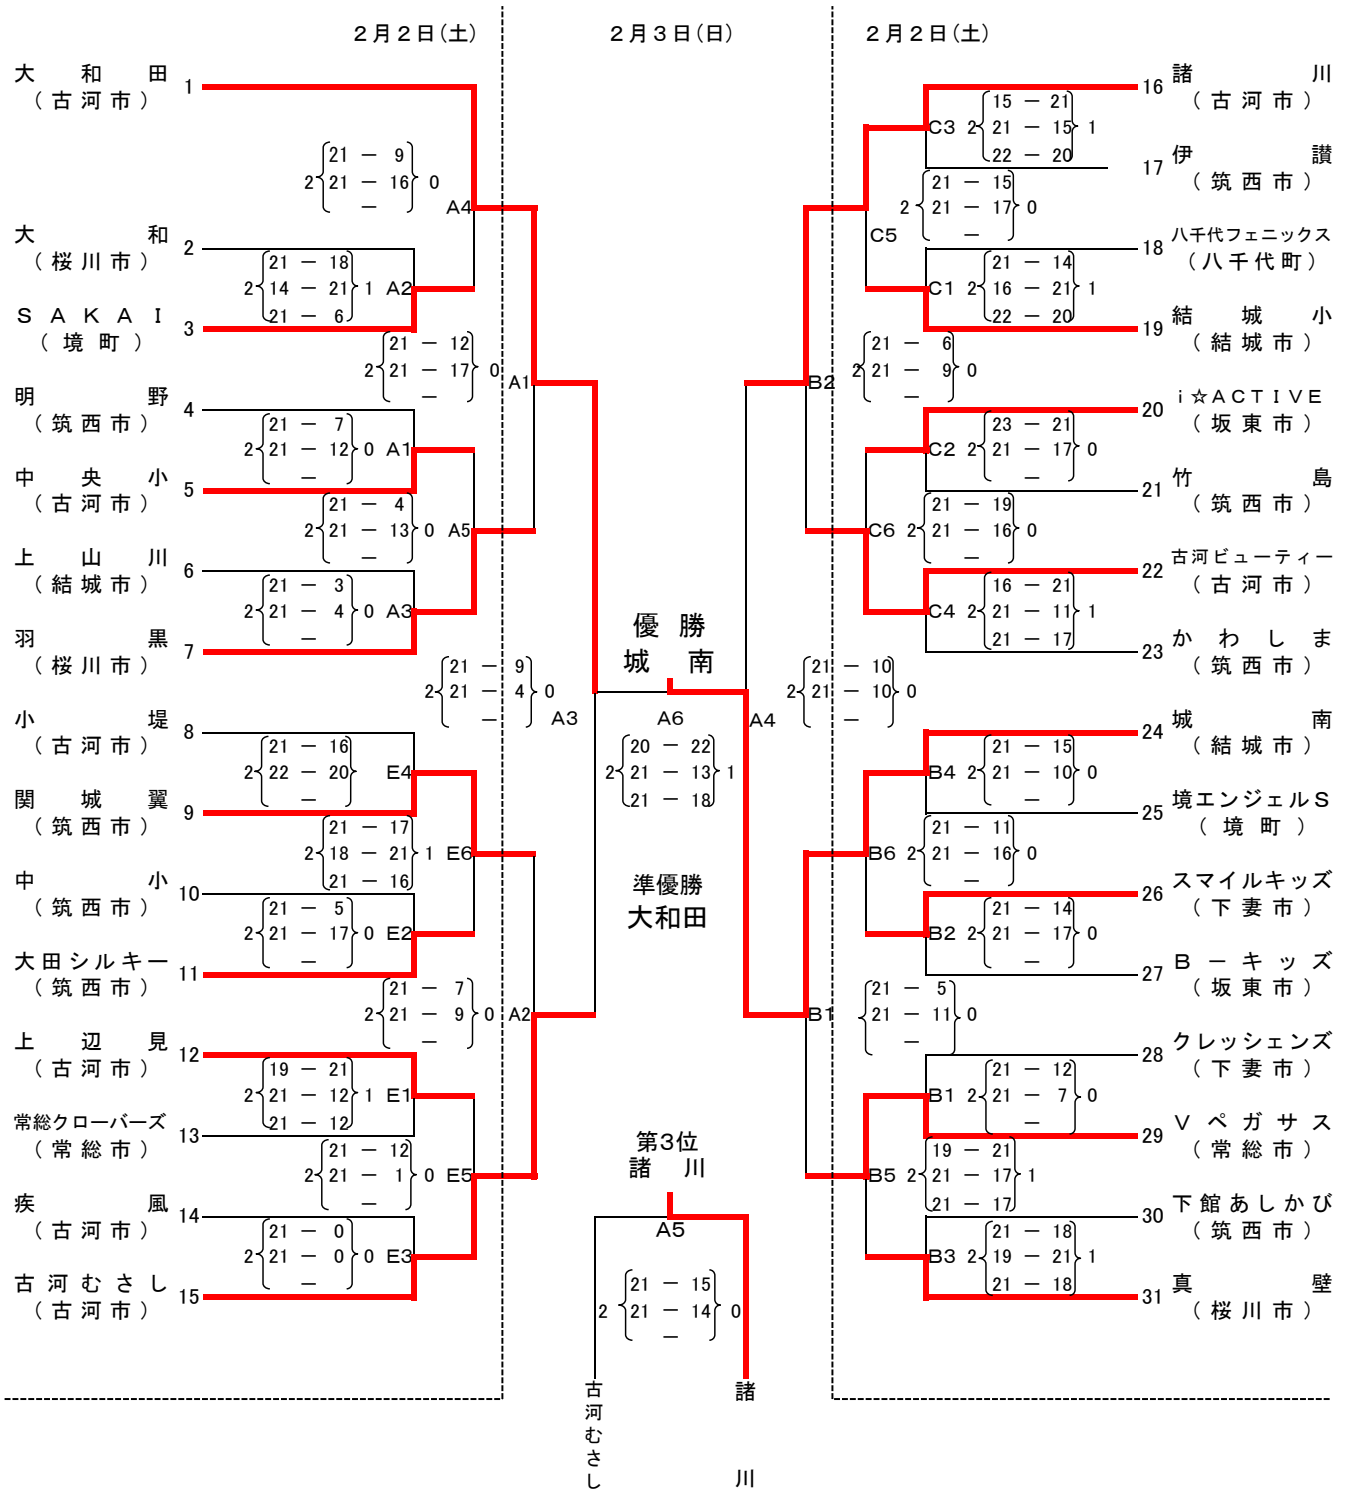 2月2日(土)
2月3日(日)
2月2日(土)
大和田 1
(古河市)
21 － 9
2 21 － 16 0
－
A4
大和 2
(桜川市)
21 － 18
2 14 － 21 1 A2
21 － 6
SAKAI 3
(境町)
21 － 12
2 21 － 17 0 A1
－
明野 4
(筑西市)
21 － 7
2 21 － 12 0 A1
－
中央小 5
(古河市)
21 － 4
2 21 － 13 0 A5
－
上山川 6
(結城市)
21 － 3
2 21 － 4 0 A3
－
羽黒 7
(桜川市)
21 － 9
2 21 － 4 0
－
A3
小堤 8
(古河市)
21 － 16
2 22 － 20 E4
－
関城翼 9
(筑西市)
21 － 17
2 18 － 21 1 E6
21 － 16
中小 10
(筑西市)
21 － 5
2 21 － 17 0 E2
－
大田シルキー 11
(筑西市)
21 － 7
2 21 － 9 0 A2
－
上辺見 12
(古河市)
19 － 21
2 21 － 12 1 E1
21 － 12
常総クローバーズ 13
(常総市)
21 － 12
2 21 － 1 0 E5
－
疾風 14
(古河市)
21 － 0
2 21 － 0 0 E3
－
古河むさし 15
(古河市)
優勝
城南
A6
20 － 22
2 21 － 13 1
21 － 18
準優勝
大和田
第3位
諸川
A5
21 － 15
2 21 － 14 0
－
古河むさし
諸川
16 諸川
(古河市)
15 － 21
C3 2 21 － 15 1
22 － 20
17 伊讃
(筑西市)
21 － 15
2 21 － 17 0
－
C5
18 八千代フェニックス
(八千代町)
21 － 14
C1 2 16 － 21 1
22 － 20
19 結城小
(結城市)
21 － 6
B2 2 21 － 9 0
－
20 i☆ACTIVE
(坂東市)
23 － 21
C2 2 21 － 17 0
－
21 竹島
(筑西市)
21 － 19
C6 2 21 － 16 0
－
22 古河ビューティー
(古河市)
16 － 21
C4 2 21 － 11 1
21 － 17
23 かわしま
(筑西市)
21 － 10
2 21 － 10 0
－
A4
24 城南
(結城市)
21 － 15
B4 2 21 － 10 0
－
25 境エンジェルS
(境町)
21 － 11
B6 2 21 － 16 0
－
26 スマイルキッズ
(下妻市)
21 － 14
B2 2 21 － 17 0
－
27 B－キッズ
(坂東市)
21 － 5
B1 21 － 11 0
－
28 クレッシェンズ
(下妻市)
21 － 12
B1 2 21 － 7 0
－
29 Vペガサス
(常総市)
19 － 21
B5 2 21 － 17 1
21 － 17
30 下館あしかび
(筑西市)
21 － 18
B3 2 19 － 21 1
21 － 18
31 真壁
(桜川市)